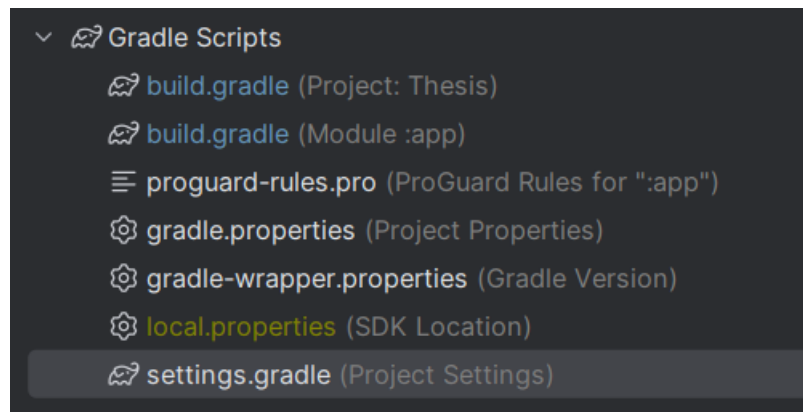 Gradle Scripts
build.gradle (Project: Thesis)
build.gradle (Module :app)
proguard-rules.pro (ProGuard Rules for ":app")
gradle.properties (Project Properties)
gradle-wrapper.properties (Gradle Version)
local.properties (SDK Location)
settings.gradle (Project Settings)